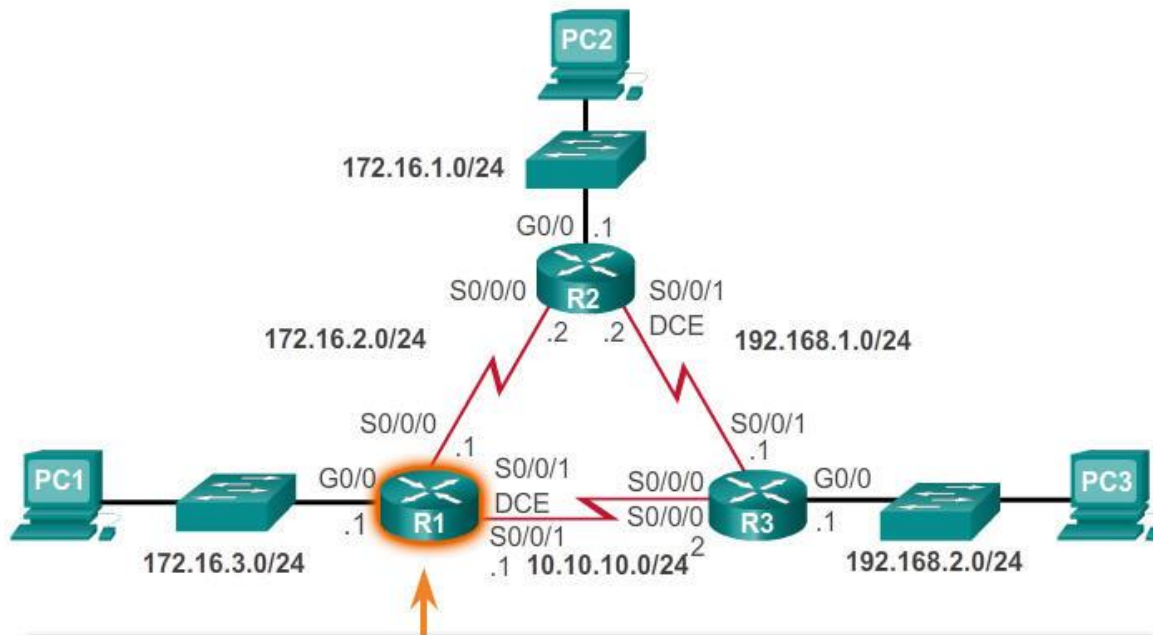 PC2
172.16.1.0/24
G0/0 .1
S0/0/0 R2 S0/0/1
DCE
172.16.2.0/24 .2 .2 192.168.1.0/24
S0/0/0 .1 S0/0/1
.1
PC1 G0/0 S0/0/1 S0/0/0 G0/0 PC3
DCE
.1 R1 S0/0/0 R3 .1
S0/0/1 .2
172.16.3.0/24 .1 10.10.10.0/24 192.168.2.0/24